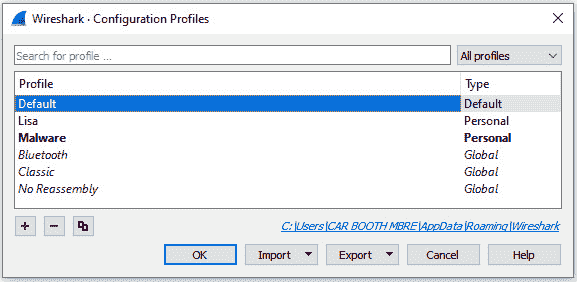 Wireshark · Configuration Profiles
Search for profile ... All profiles
Profile Type
Default Default
Lisa Personal
Malware Personal
Bluetooth Global
Classic Global
No Reassembly Global
C:\Users\CAR BOOTH MBRE\AppData\Roaming\Wireshark
OK Import Export Cancel Help